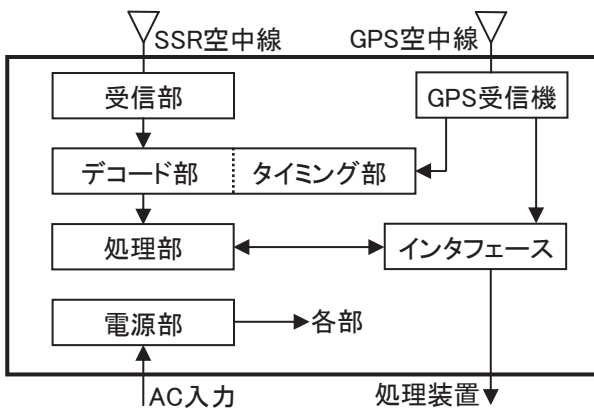 SSR空中線
GPS空中線
受信部
GPS受信機
デコード部
タイミング部
処理部
インタフェース
電源部
各部
AC入力
処理装置